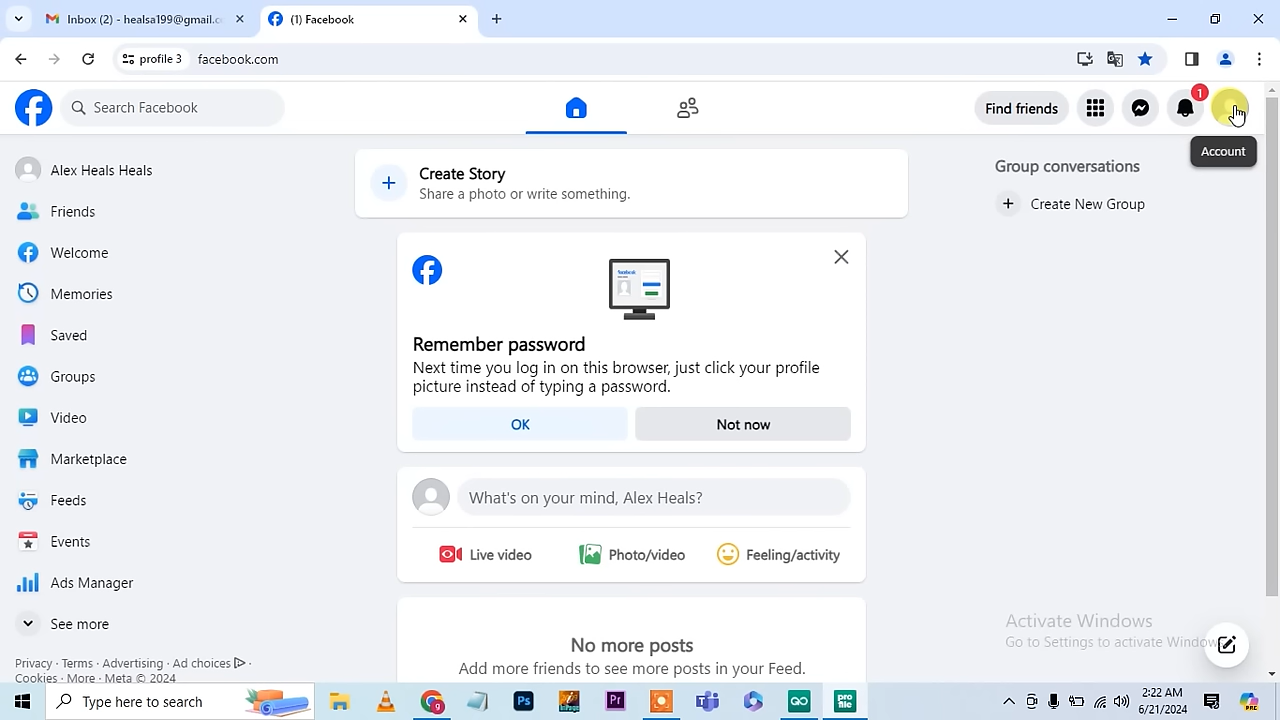 Inbox (2) - healsa199@gmail.c
(1) Facebook
profile 3
facebook.com
Search Facebook
Find friends
1
Account
Alex Heals Heals
Friends
Welcome
Memories
Saved
Groups
Video
Marketplace
Feeds
Events
Ads Manager
See more
Privacy · Terms · Advertising · Ad choices ·
Cookies · More · Meta © 2024
Create Story
Share a photo or write something.
Remember password
Next time you log in on this browser, just click your profile
picture instead of typing a password.
OK
Not now
What's on your mind, Alex Heals?
Live video
Photo/video
Feeling/activity
No more posts
Add more friends to see more posts in your Feed.
Group conversations
Create New Group
Activate Windows
Go to Settings to activate Window
Type here to search
Ps
Pr
pro
file
2:22 AM
6/21/2024